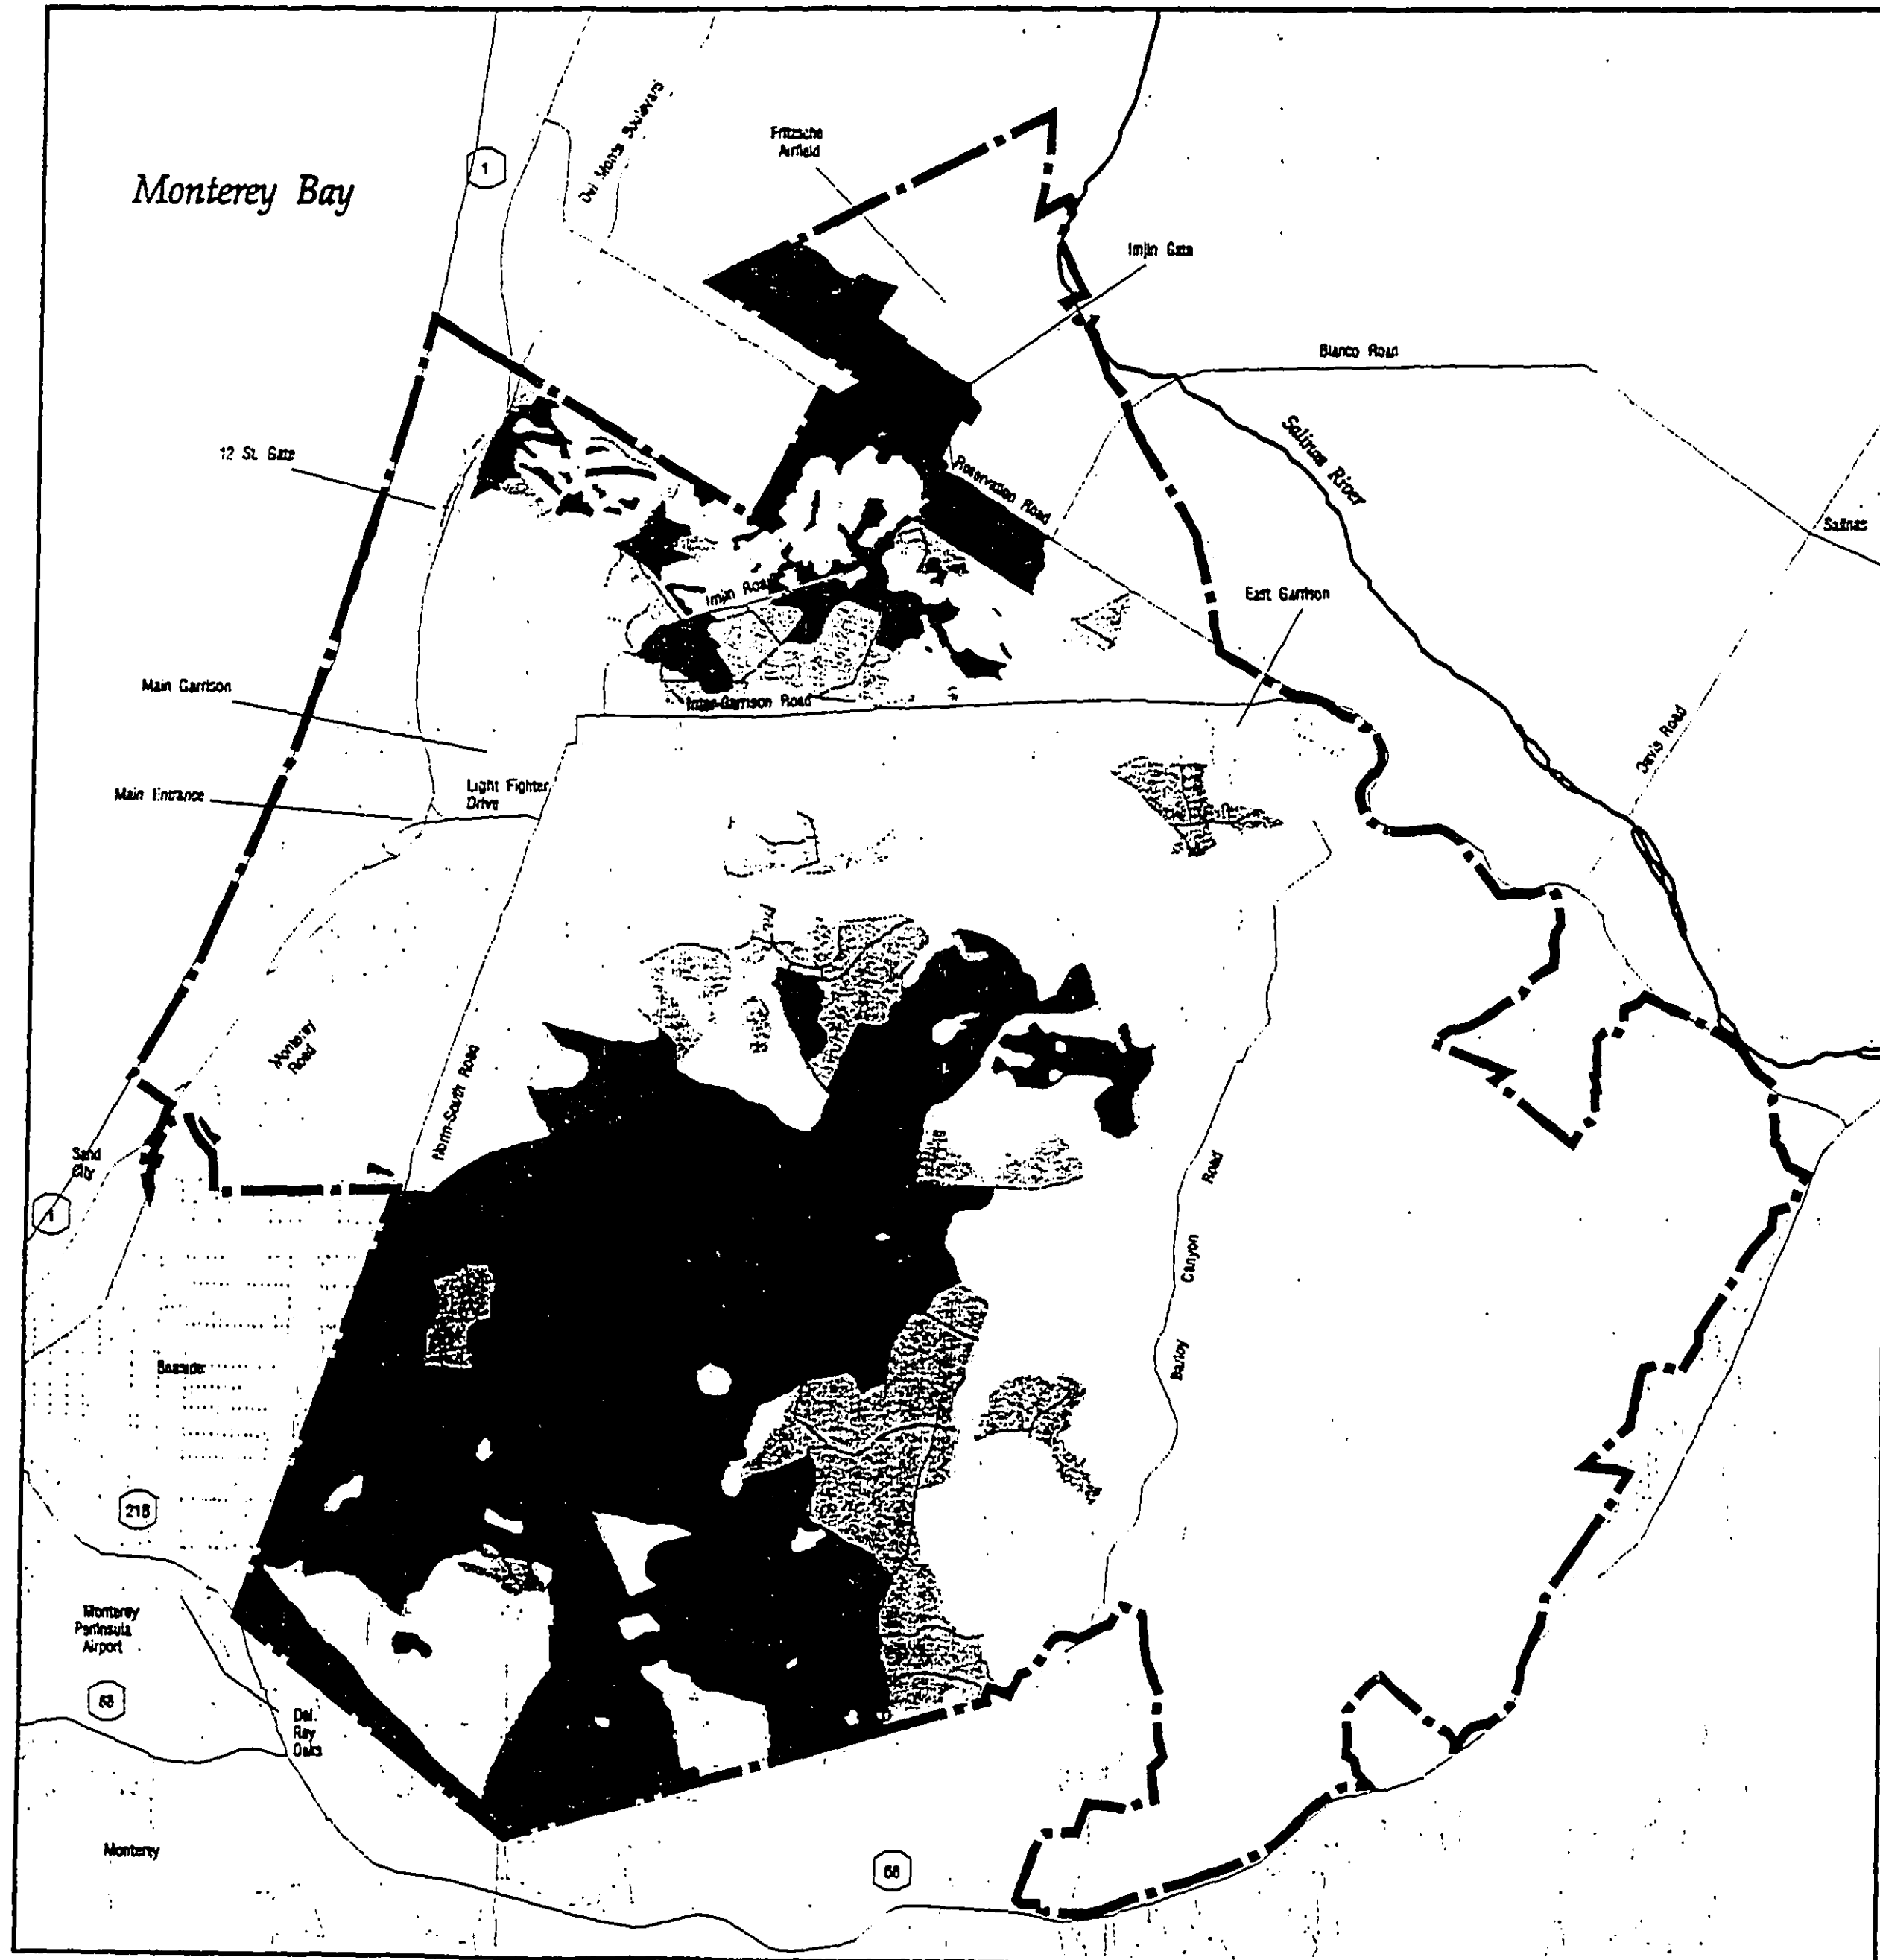 Monterey Bay
1
Del Monte Boulevard
Fritzsche
Airfield
Imjin Gate
Blanco Road
12 St. Gate
Salinas River
Reservation Road
Salinas
Imjin Road
East Garrison
Main Garrison
Inter-Garrison Road
Davis Road
Main Entrance
Light Fighter
Drive
Monterey
Road
North-South Road
Sand
City
1
Barloy
Canyon
Road
Seaside
218
Monterey
Peninsula
Airport
68
Del
Rey
Oaks
Monterey
68